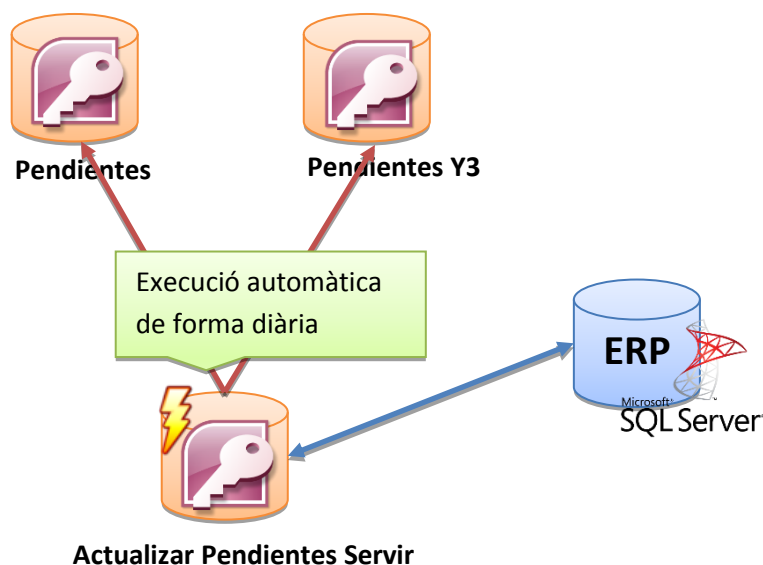 Pendientes
Pendientes Y3
Execució automàtica
de forma diària
ERP
Microsoft®
SQL Server®
Actualizar Pendientes Servir